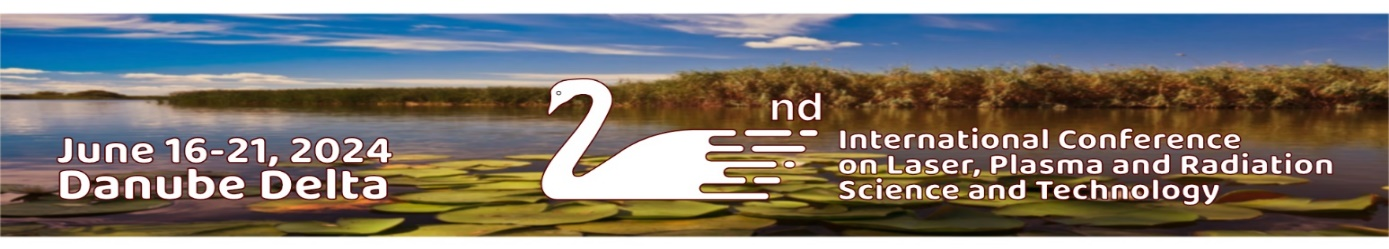 June 16-21, 2024
Danube Delta
nd
International Conference
on Laser, Plasma and Radiation
Science and Technology